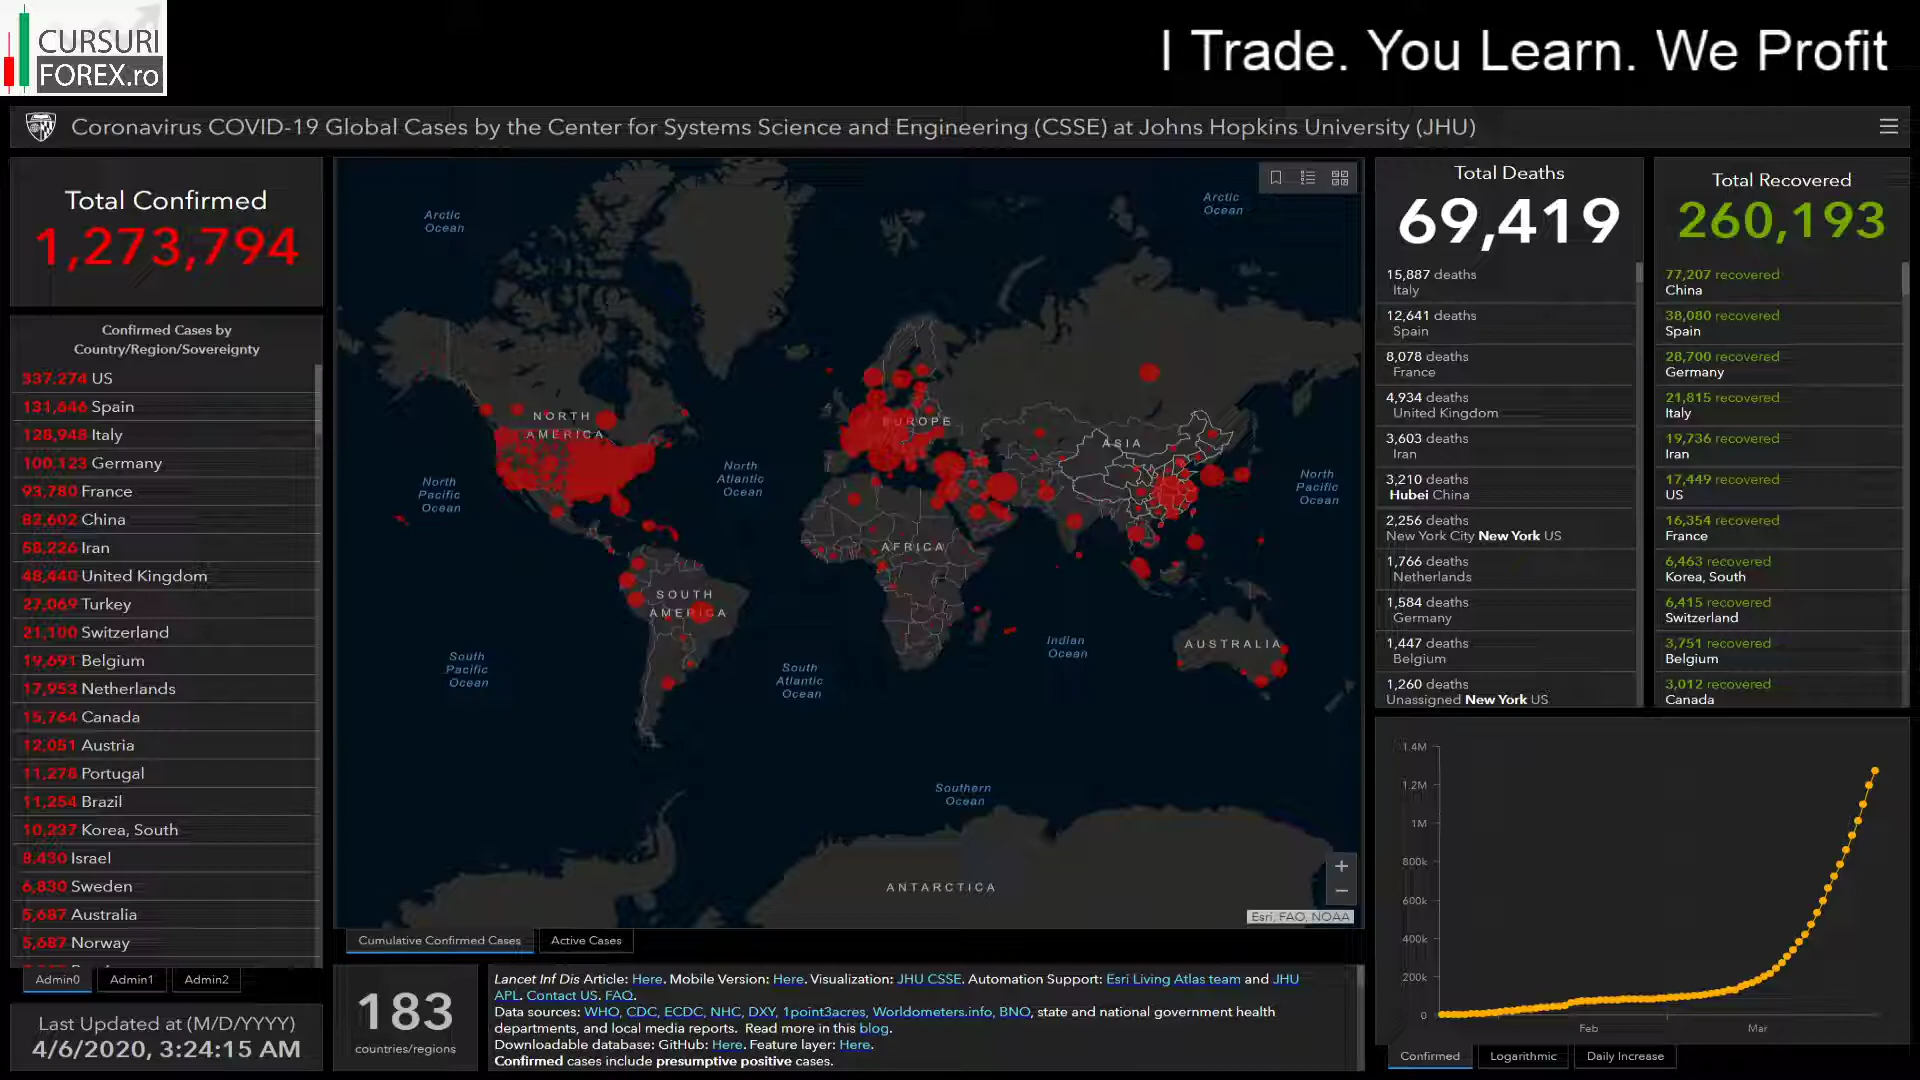 CURSURI
FOREX.ro
I Trade. You Learn. We Profit
Coronavirus COVID-19 Global Cases by the Center for Systems Science and Engineering (CSSE) at Johns Hopkins University (JHU)
Total Confirmed
1,273,794
Confirmed Cases by
Country/Region/Sovereignty
337,274 US
131,646 Spain
128,948 Italy
100,123 Germany
93,780 France
82,602 China
58,226 Iran
48,440 United Kingdom
27,069 Turkey
21,100 Switzerland
19,691 Belgium
17,953 Netherlands
15,764 Canada
12,051 Austria
11,278 Portugal
11,254 Brazil
10,237 Korea, South
8,430 Israel
6,830 Sweden
5,687 Australia
5,687 Norway
Admin0
Admin1
Admin2
Last Updated at (M/D/YYYY)
4/6/2020, 3:24:15 AM
Arctic
Ocean
Arctic
Ocean
NORTH
AMERICA
EUROPE
ASIA
North
Pacific
Ocean
North
Atlantic
Ocean
North
Pacific
Ocean
AFRICA
SOUTH
AMERICA
Indian
Ocean
AUSTRALIA
South
Pacific
Ocean
South
Atlantic
Ocean
Southern
Ocean
ANTARCTICA
+
−
Esri, FAO, NOAA
Cumulative Confirmed Cases
Active Cases
183
countries/regions
Lancet Inf Dis Article: Here. Mobile Version: Here. Visualization: JHU CSSE. Automation Support: Esri Living Atlas team and JHU
APL. Contact US. FAQ.
Data sources: WHO, CDC, ECDC, NHC, DXY, 1point3acres, Worldometers.info, BNO, state and national government health
departments, and local media reports. Read more in this blog.
Downloadable database: GitHub: Here. Feature layer: Here.
Confirmed cases include presumptive positive cases.
Total Deaths
69,419
15,887 deaths
Italy
12,641 deaths
Spain
8,078 deaths
France
4,934 deaths
United Kingdom
3,603 deaths
Iran
3,210 deaths
Hubei China
2,256 deaths
New York City New York US
1,766 deaths
Netherlands
1,584 deaths
Germany
1,447 deaths
Belgium
1,260 deaths
Unassigned New York US
Total Recovered
260,193
77,207 recovered
China
38,080 recovered
Spain
28,700 recovered
Germany
21,815 recovered
Italy
19,736 recovered
Iran
17,449 recovered
US
16,354 recovered
France
6,463 recovered
Korea, South
6,415 recovered
Switzerland
3,751 recovered
Belgium
3,012 recovered
Canada
1.4M
1.2M
1M
800k
600k
400k
200k
0
Feb
Mar
Confirmed
Logarithmic
Daily Increase